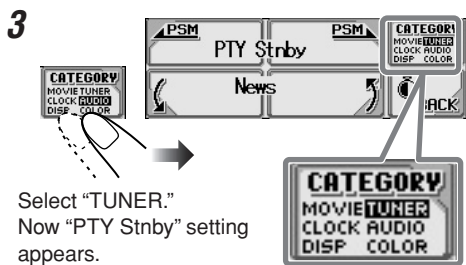 3
PSM
PSM
PTY Stnby
News
BACK
CATEGORY
MOVIE TUNER
CLOCK AUDIO
DISP COLOR
CATEGORY
MOVIE TUNER
CLOCK AUDIO
DISP COLOR
CATEGORY
MOVIE TUNER
CLOCK AUDIO
DISP COLOR
Select “TUNER.”
Now “PTY Stnby” setting
appears.